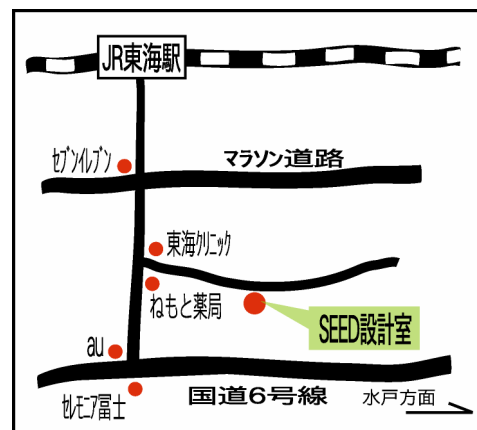 JR東海駅
セブンイレブン
マラソン道路
東海クリニック
ねもと薬局
SEED設計室
au
セレモニア冨士
国道6号線
水戸方面